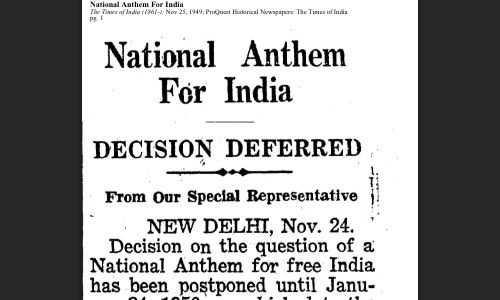 National Anthem For India
The Times of India (1861-); Nov 25, 1949; ProQuest Historical Newspapers: The Times of India
pg. 1
National Anthem
For India
DECISION DEFERRED
From Our Special Representative
NEW DELHI, Nov. 24.
Decision on the question of a
National Anthem for free India
has been postponed until Janu-